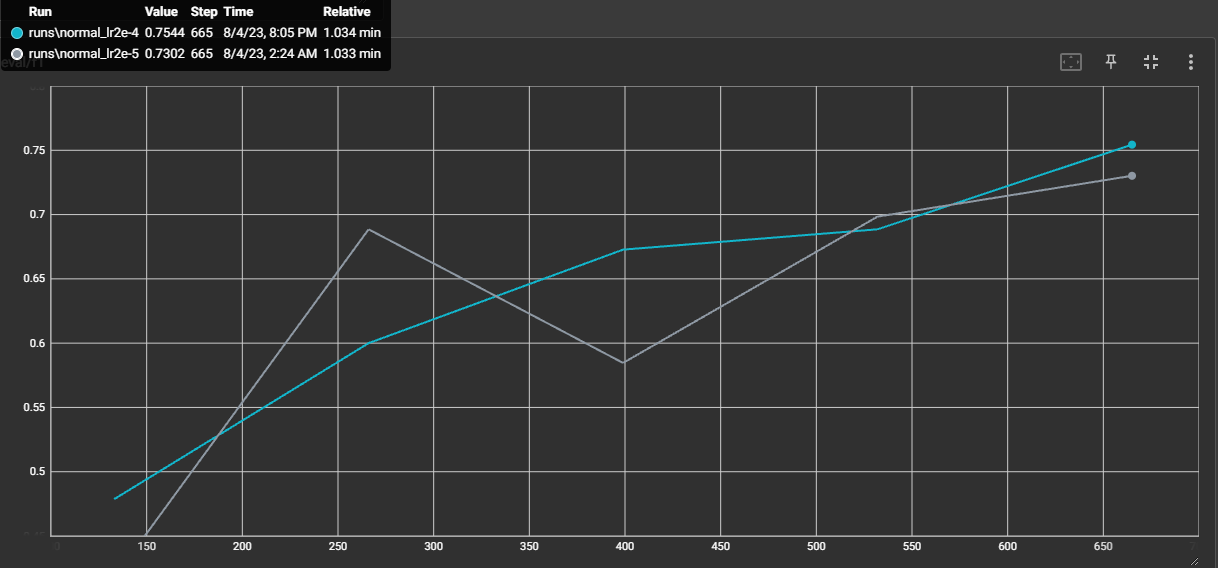 Run Value Step Time Relative
runs\normal_lr2e-4 0.7544 665 8/4/23, 8:05 PM 1.034 min
runs\normal_lr2e-5 0.7302 665 8/4/23, 2:24 AM 1.033 min
eval/f1
0.75
0.7
0.65
0.6
0.55
0.5
150 200 250 300 350 400 450 500 550 600 650